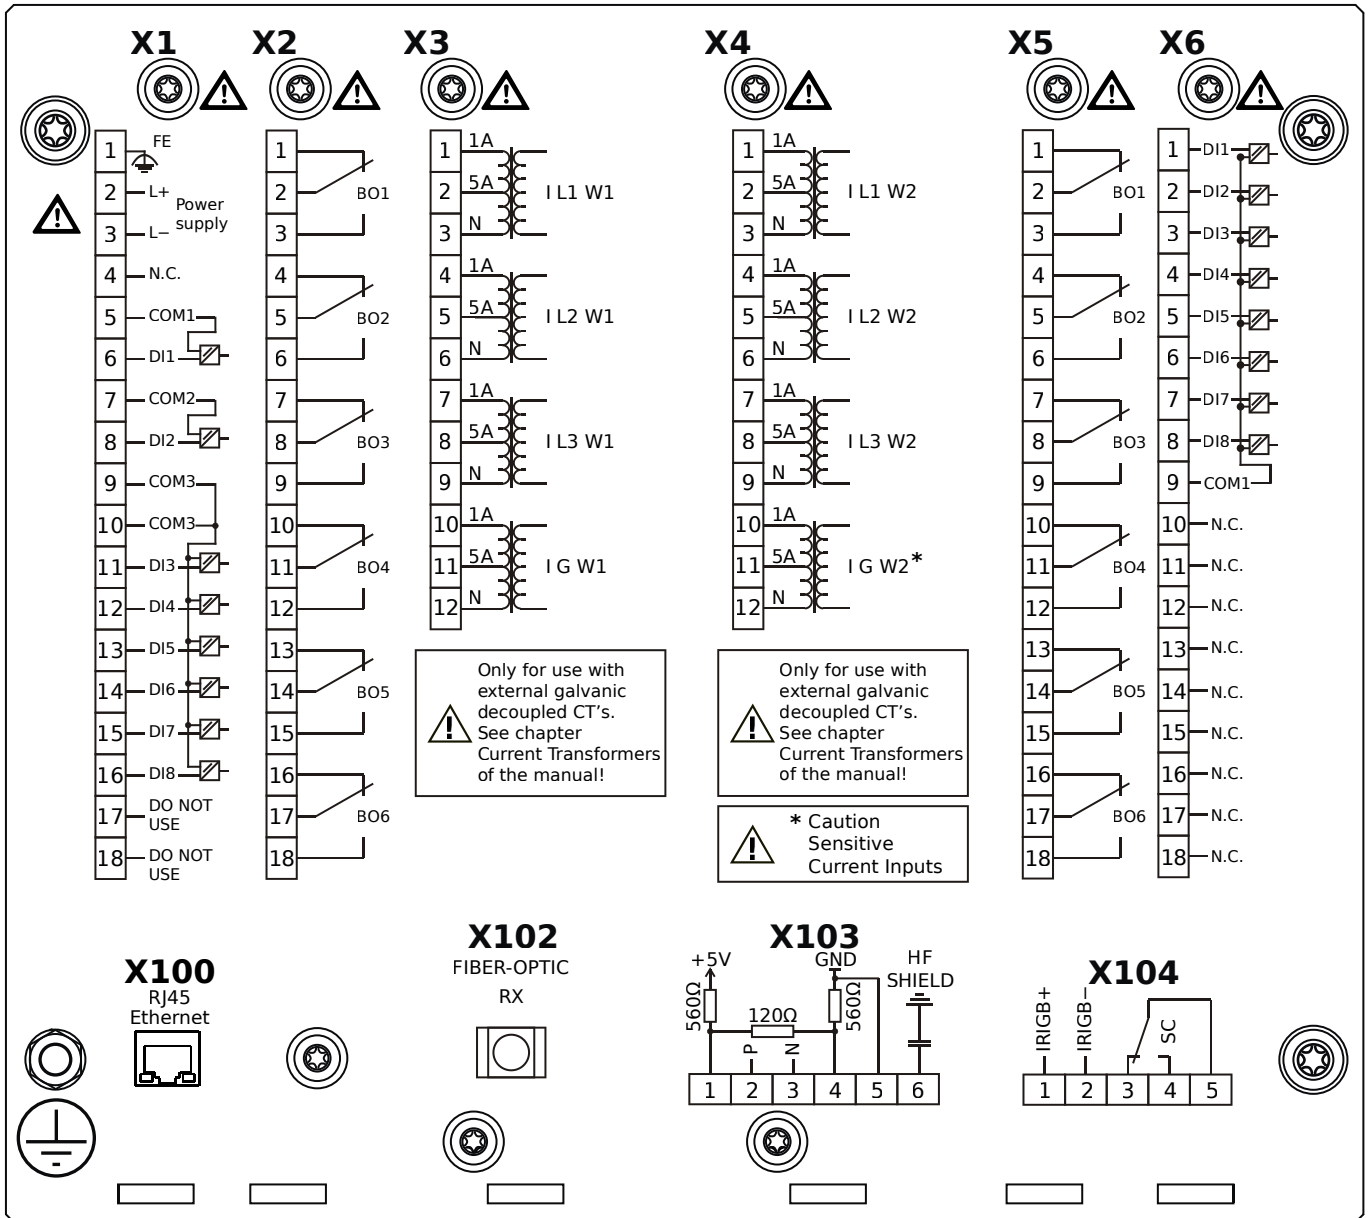 X1
X2
X3
X4
X5
X6
1 FE
2 L+
Power
supply
3 L−
4 N.C.
5 COM1
6 DI1
7 COM2
8 DI2
9 COM3
10 COM3
11 DI3
12 DI4
13 DI5
14 DI6
15 DI7
16 DI8
17 DO NOT
USE
18 DO NOT
USE
1
2 BO1
3
4
5 BO2
6
7
8 BO3
9
10
11 BO4
12
13
14 BO5
15
16
17 BO6
18
1 1A
2 5A I L1 W1
3 N
4 1A
5 5A I L2 W1
6 N
7 1A
8 5A I L3 W1
9 N
10 1A
11 5A I G W1
12 N
Only for use with
external galvanic
decoupled CT's.
See chapter
Current Transformers
of the manual!
1 1A
2 5A I L1 W2
3 N
4 1A
5 5A I L2 W2
6 N
7 1A
8 5A I L3 W2
9 N
10 1A
11 5A I G W2*
12 N
Only for use with
external galvanic
decoupled CT's.
See chapter
Current Transformers
of the manual!
* Caution
Sensitive
Current Inputs
1
2 BO1
3
4
5 BO2
6
7
8 BO3
9
10
11 BO4
12
13
14 BO5
15
16
17 BO6
18
1 DI1
2 DI2
3 DI3
4 DI4
5 DI5
6 DI6
7 DI7
8 DI8
9 COM1
10 N.C.
11 N.C.
12 N.C.
13 N.C.
14 N.C.
15 N.C.
16 N.C.
17 N.C.
18 N.C.
X100
RJ45
Ethernet
X102
FIBER-OPTIC
RX
X103
+5V
GND
HF
SHIELD
560Ω
120Ω
560Ω
P
N
1 2 3 4 5 6
X104
IRIGB+
IRIGB−
SC
1 2 3 4 5